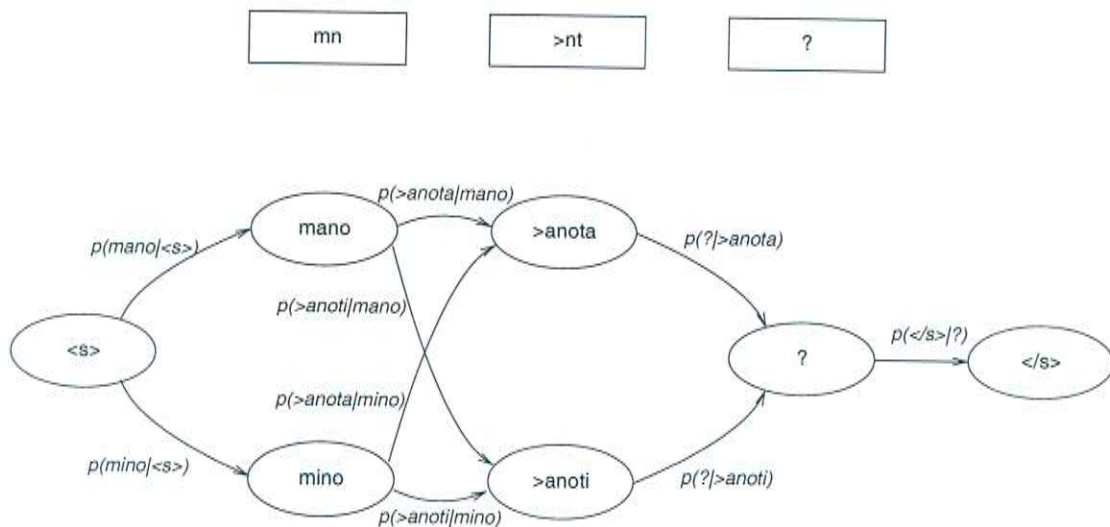 mn
>nt
?
p(>anota|mano)
mano
>anota
p(mano|<s>)
p(?|>anota)
p(>anoti|mano)
<s>
p(</s>|?)
?
</s>
p(>anota|mino)
p(mino|<s>)
mino
>anoti
p(?|>anoti)
p(>anoti|mino)